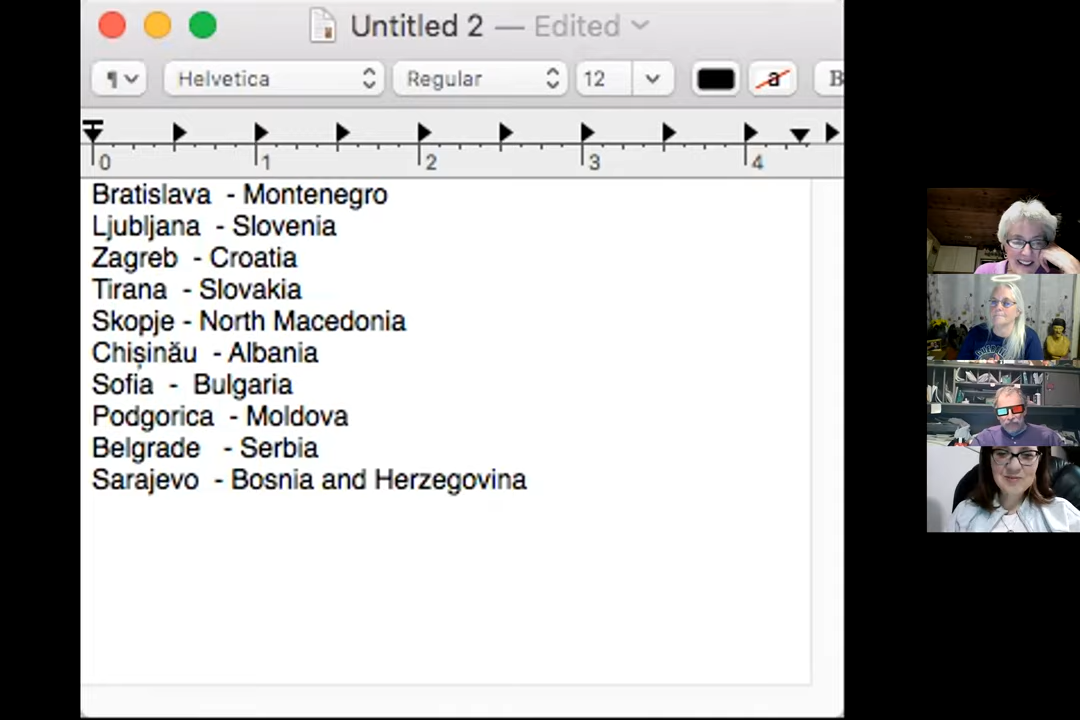 Untitled 2 — Edited
¶ Helvetica Regular 12 a B
0 1 2 3 4
Bratislava - Montenegro
Ljubljana - Slovenia
Zagreb - Croatia
Tirana - Slovakia
Skopje - North Macedonia
Chișinău - Albania
Sofia - Bulgaria
Podgorica - Moldova
Belgrade - Serbia
Sarajevo - Bosnia and Herzegovina